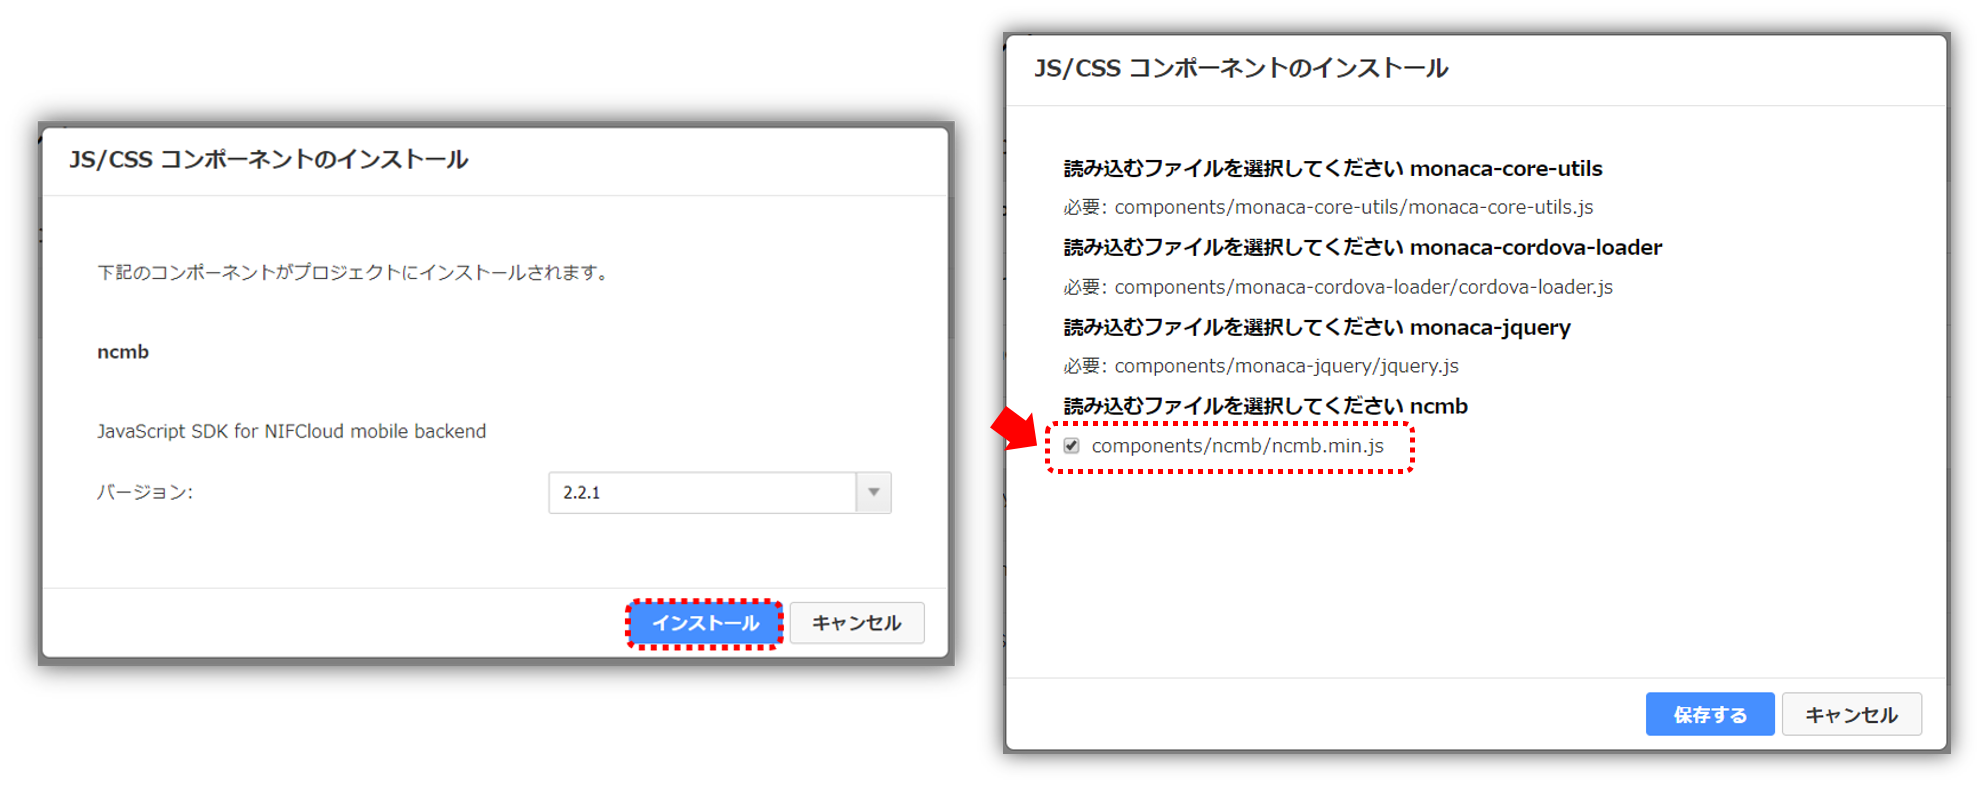 JS/CSS コンポーネントのインストール
下記のコンポーネントがプロジェクトにインストールされます。
ncmb
JavaScript SDK for NIFCloud mobile backend
バージョン:
2.2.1
インストール
キャンセル
JS/CSS コンポーネントのインストール
読み込むファイルを選択してください monaca-core-utils
必要: components/monaca-core-utils/monaca-core-utils.js
読み込むファイルを選択してください monaca-cordova-loader
必要: components/monaca-cordova-loader/cordova-loader.js
読み込むファイルを選択してください monaca-jquery
必要: components/monaca-jquery/jquery.js
読み込むファイルを選択してください ncmb
components/ncmb/ncmb.min.js
保存する
キャンセル